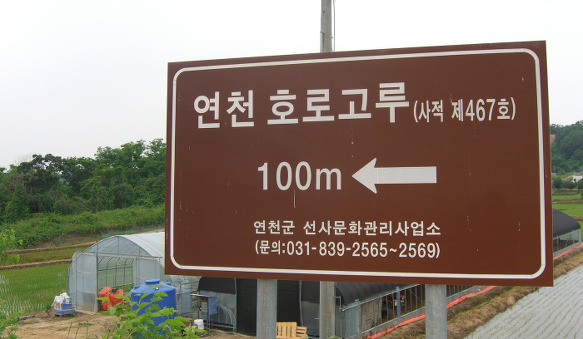 연천 호로고루(사적 제467호)
100m ←
연천군 선사문화관리사업소
(문의:031-839-2565~2569)